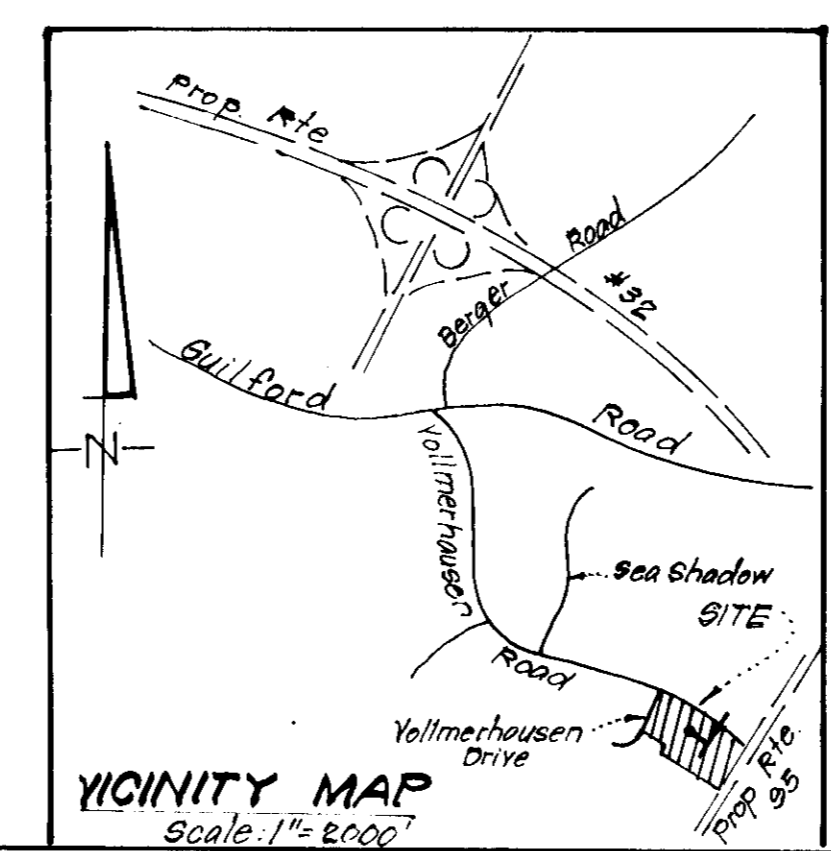 Prop. Rte
#32
Berger Road
Guilford Road
Vollmerhausen Road
Sea Shadow
SITE
Vollmerhausen
Drive
Prop Rte.
95
N
VICINITY MAP
Scale: 1" = 2000'